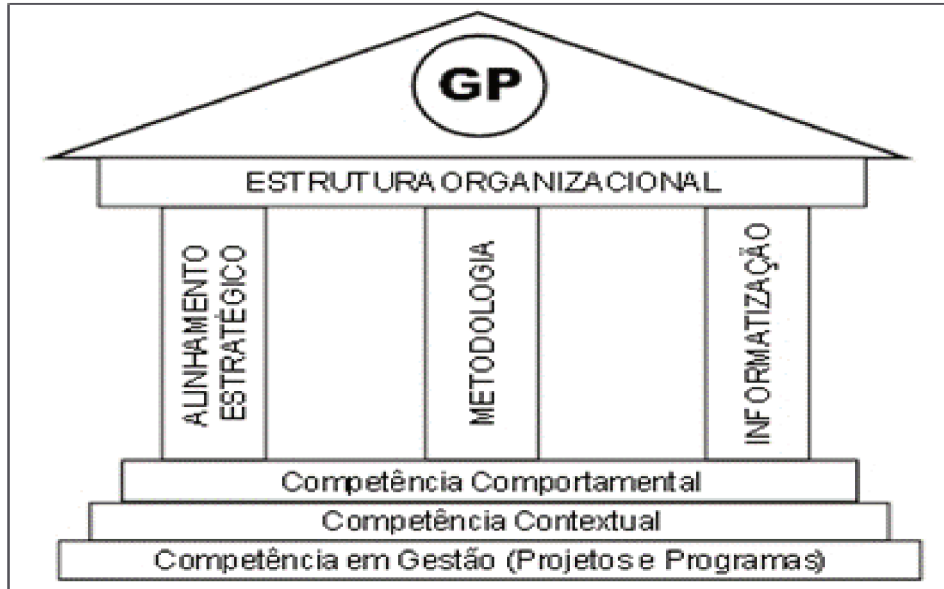 GP
ESTRUTURA ORGANIZACIONAL
ALINHAMENTO
ESTRATÉGICO
METODOLOGIA
INFORMATIZAÇÃO
Competência Comportamental
Competência Contextual
Competência em Gestão (Projetos e Programas)